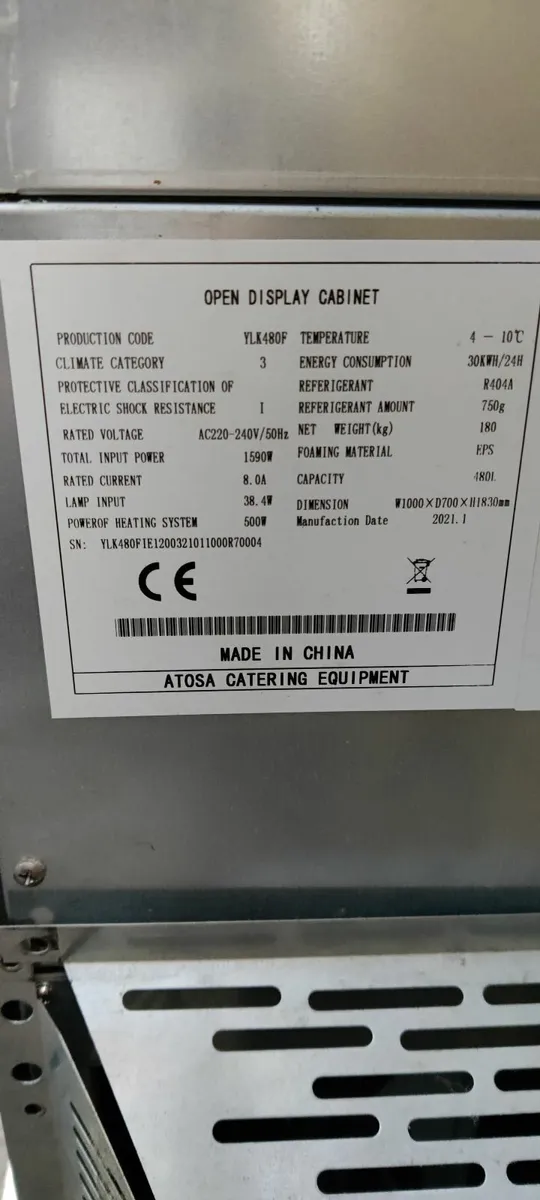 OPEN DISPLAY CABINET
PRODUCTION CODE YLK480F
CLIMATE CATEGORY 3
PROTECTIVE CLASSIFICATION OF
ELECTRIC SHOCK RESISTANCE I
RATED VOLTAGE AC220-240V/50Hz
TOTAL INPUT POWER 1590W
RATED CURRENT 8.0A
LAMP INPUT 38.4W
POWEROF HEATING SYSTEM 500W
TEMPERATURE 4 - 10℃
ENERGY CONSUMPTION 30KWH/24H
REFERIGERANT R404A
REFERIGERANT AMOUNT 750g
NET WEIGHT(kg) 180
FOAMING MATERIAL EPS
CAPACITY 480L
DIMENSION W1000×D700×H1830mm
Manufaction Date 2021.1
SN: YLK480FIE1200321011000R70004
CE
MADE IN CHINA
ATOSA CATERING EQUIPMENT